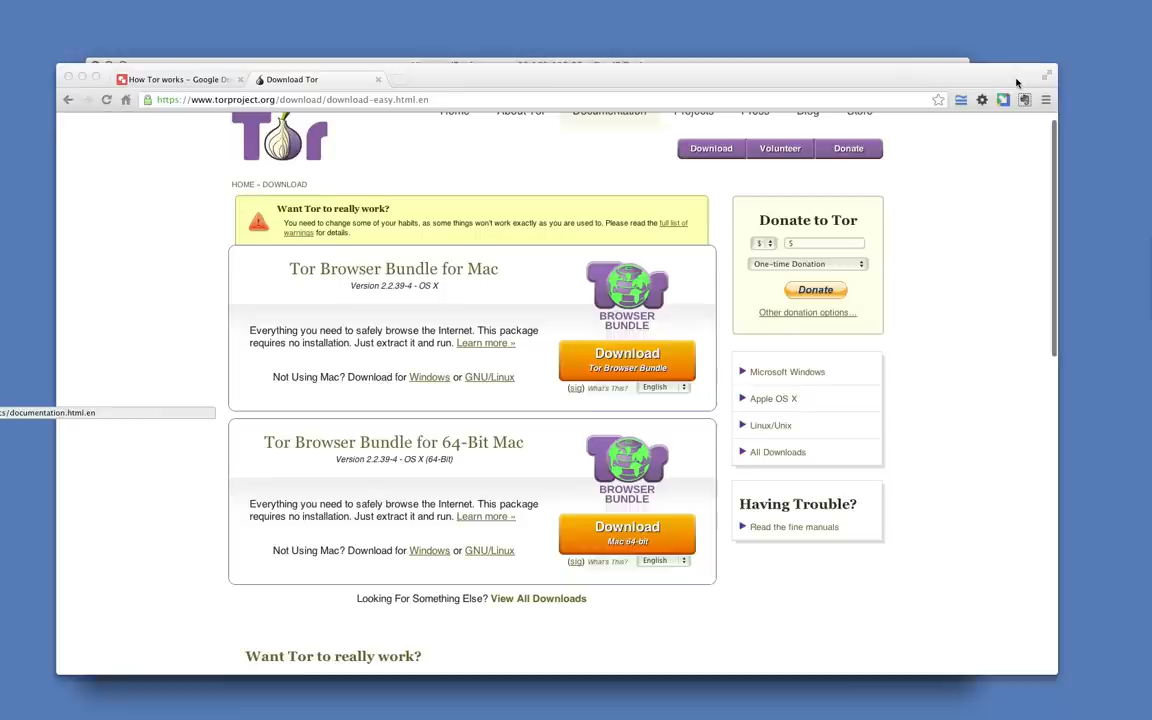 How Tor works – Google Dr
Download Tor
https://www.torproject.org/download/download-easy.html.en
Home About Tor Documentation Projects Press Blog Store
Tor
Download Volunteer Donate
HOME » DOWNLOAD
Want Tor to really work?
You need to change some of your habits, as some things won't work exactly as you are used to. Please read the full list of
warnings for details.
Tor Browser Bundle for Mac
Version 2.2.39-4 - OS X
Everything you need to safely browse the Internet. This package
requires no installation. Just extract it and run. Learn more »
Not Using Mac? Download for Windows or GNU/Linux
Tor
BROWSER
BUNDLE
Download
Tor Browser Bundle
(sig) What's This? English
Tor Browser Bundle for 64-Bit Mac
Version 2.2.39-4 - OS X (64-Bit)
Everything you need to safely browse the Internet. This package
requires no installation. Just extract it and run. Learn more »
Not Using Mac? Download for Windows or GNU/Linux
Tor
BROWSER
BUNDLE
Download
Mac 64-bit
(sig) What's This? English
Looking For Something Else? View All Downloads
Want Tor to really work?
Donate to Tor
$ 5
One-time Donation
Donate
Other donation options...
Microsoft Windows
Apple OS X
Linux/Unix
All Downloads
Having Trouble?
Read the fine manuals
cs/documentation.html.en